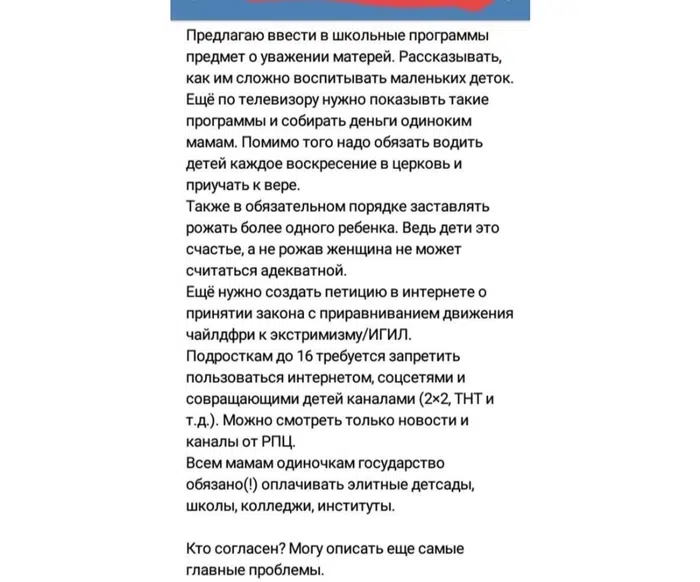 Предлагаю ввести в школьные программы
предмет о уважении матерей. Рассказывать,
как им сложно воспитывать маленьких деток.
Ещё по телевизору нужно показывть такие
программы и собирать деньги одиноким
мамам. Помимо того надо обязать водить
детей каждое воскресение в церковь и
приучать к вере.
Также в обязательном порядке заставлять
рожать более одного ребенка. Ведь дети это
счастье, а не рожав женщина не может
считаться адекватной.
Ещё нужно создать петицию в интернете о
принятии закона с приравниванием движения
чайлдфри к экстримизму/ИГИЛ.
Подросткам до 16 требуется запретить
пользоваться интернетом, соцсетями и
совращающими детей каналами (2×2, ТНТ и
т.д.). Можно смотреть только новости и
каналы от РПЦ.
Всем мамам одиночкам государство
обязано(!) оплачивать элитные детсады,
школы, колледжи, институты.

Кто согласен? Могу описать еще самые
главные проблемы.